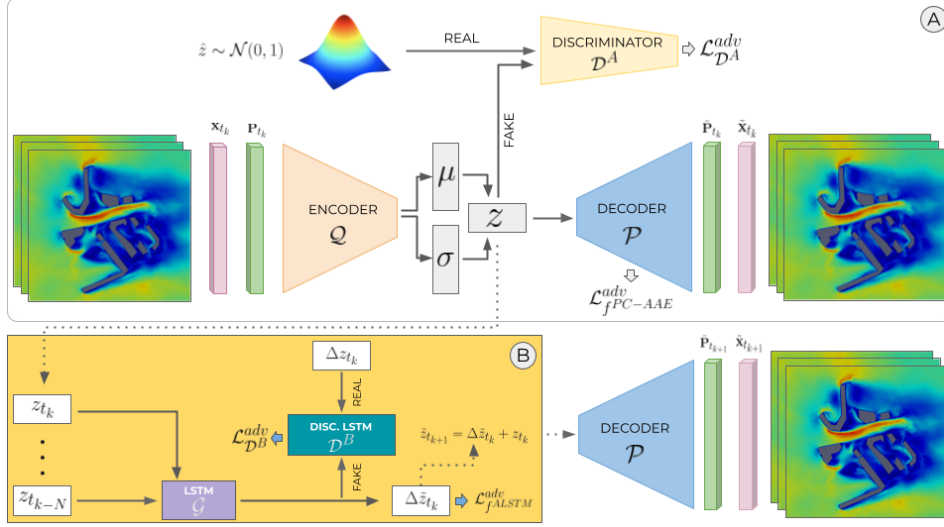 A
ẑ ∼ 𝒩(0, 1)
REAL
DISCRIMINATOR
𝒟^A
ℒ^{adv}_{𝒟^A}
FAKE
x_{t_k}
P_{t_k}
ENCODER
𝒬
μ
σ
z
DECODER
𝒫
ℒ^{adv}_{f^{PC−AAE}}
P̃_{t_k}
x̃_{t_k}
B
z_{t_k}
z_{t_{k−N}}
LSTM
𝒢
Δz_{t_k}
REAL
DISC. LSTM
𝒟^B
ℒ^{adv}_{𝒟^B}
FAKE
Δz̃_{t_k}
ℒ^{adv}_{f^{ALSTM}}
z̃_{t_{k+1}} = Δz̃_{t_k} + z_{t_k}
DECODER
𝒫
P̃_{t_{k+1}}
x̃_{t_{k+1}}